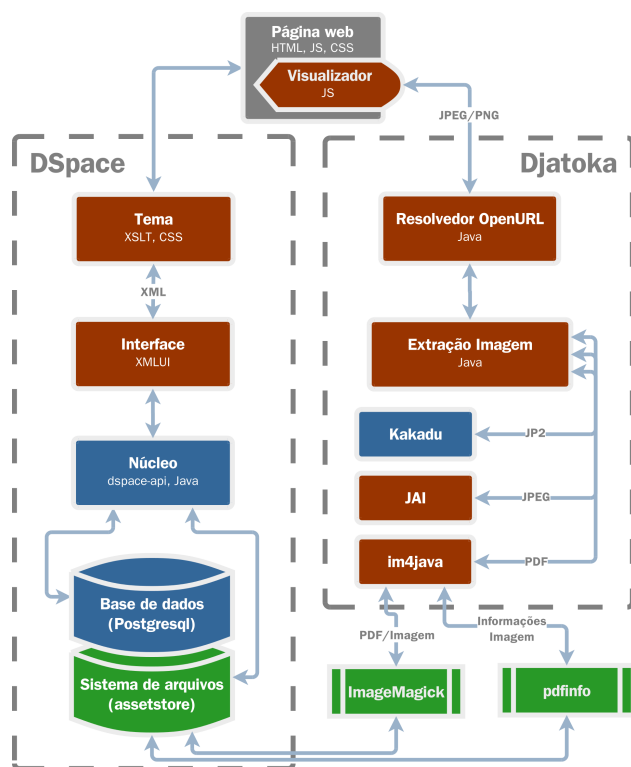 Página web
HTML, JS, CSS
Visualizador
JS
JPEG/PNG
DSpace
Djatoka
Tema
XSLT, CSS
Resolvedor OpenURL
Java
XML
Interface
XMLUI
Extração Imagem
Java
Kakadu
JP2
Núcleo
dspace-api, Java
JAI
JPEG
im4java
PDF
Base de dados
(Postgresql)
PDF/Imagem
Informações
Imagem
Sistema de arquivos
(assetstore)
ImageMagick
pdfinfo